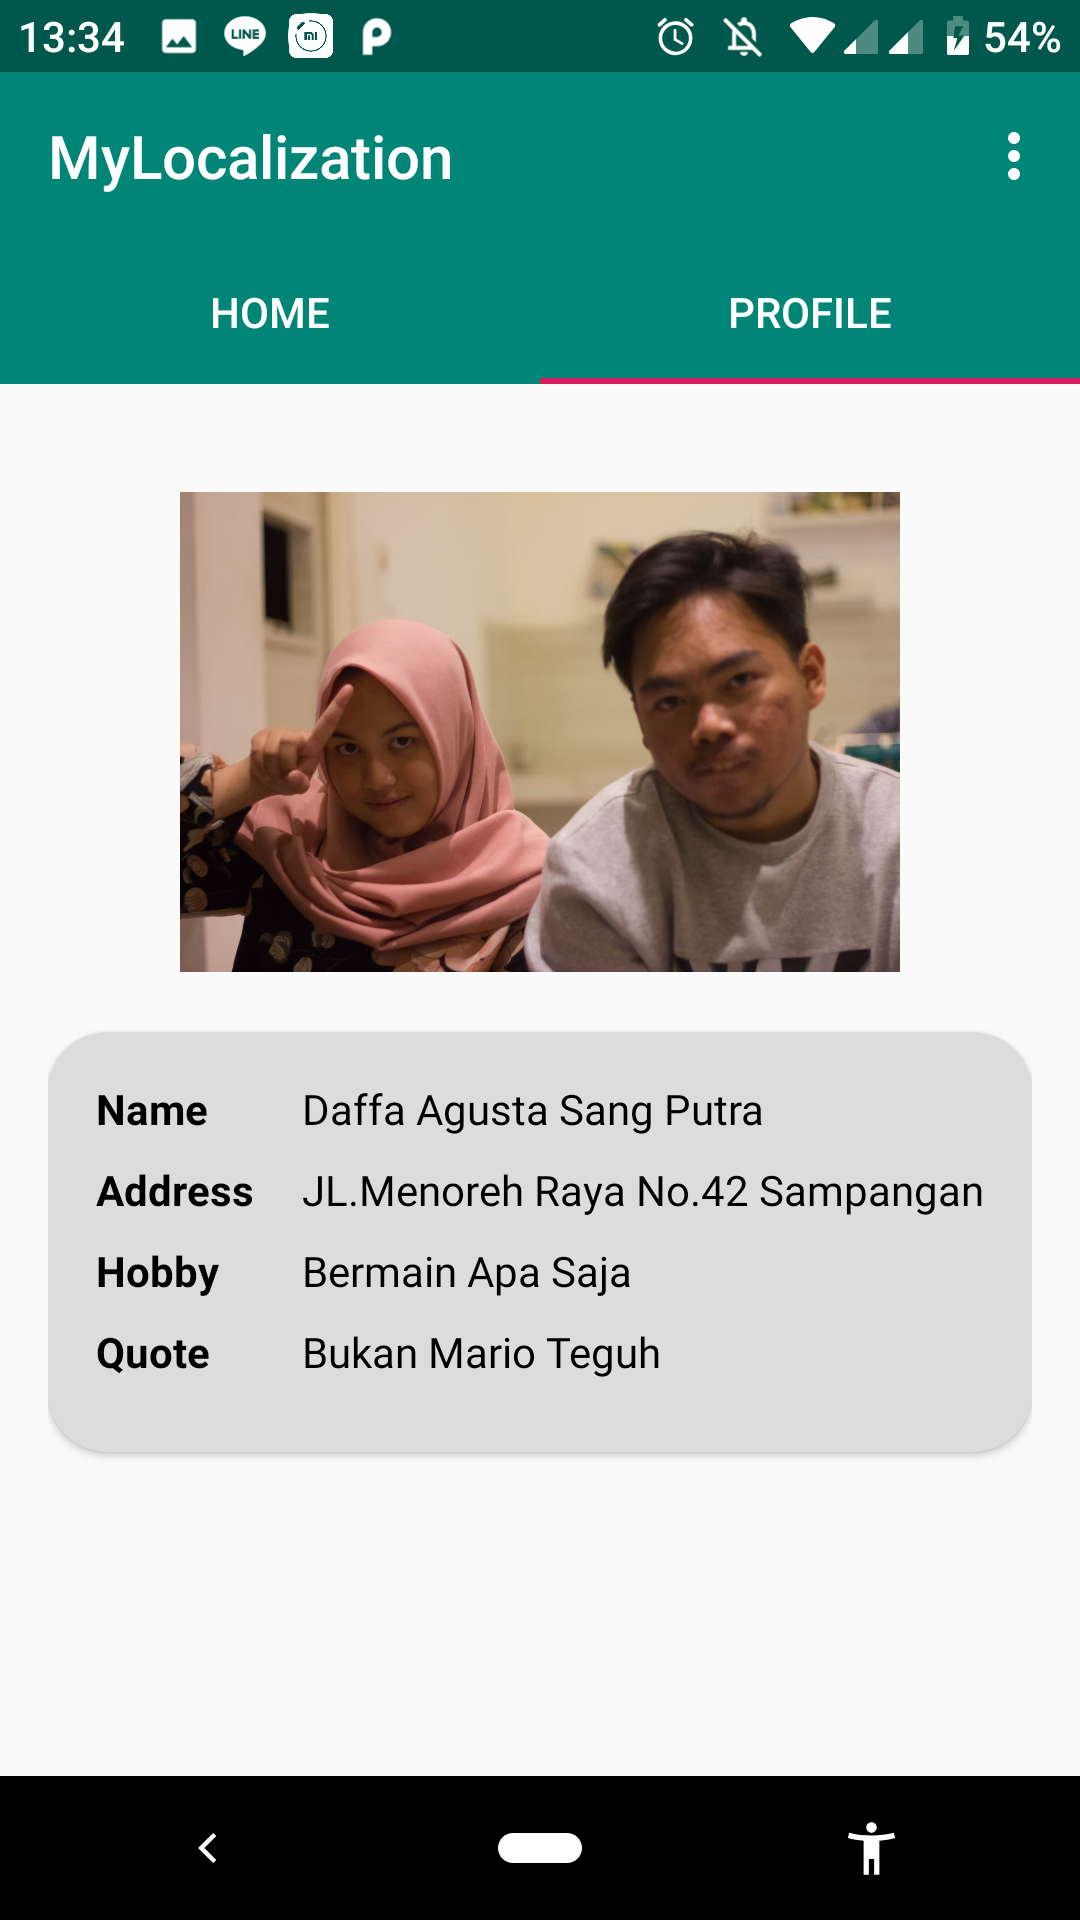 13:34 LINE mi 54%
MyLocalization
HOME PROFILE
Name Daffa Agusta Sang Putra
Address JL.Menoreh Raya No.42 Sampangan
Hobby Bermain Apa Saja
Quote Bukan Mario Teguh